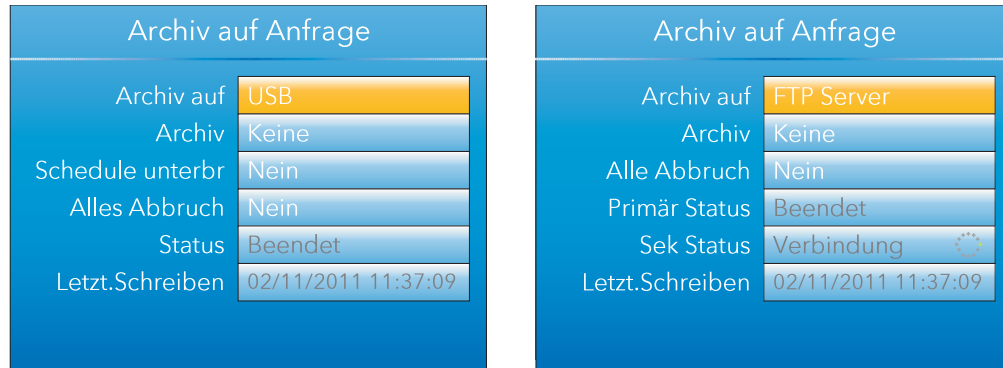 Archiv auf Anfrage
Archiv auf USB
Archiv Keine
Schedule unterbr Nein
Alles Abbruch Nein
Status Beendet
Letzt.Schreiben 02/11/2011 11:37:09
Archiv auf Anfrage
Archiv auf FTP Server
Archiv Keine
Alle Abbruch Nein
Primär Status Beendet
Sek Status Verbindung
Letzt.Schreiben 02/11/2011 11:37:09